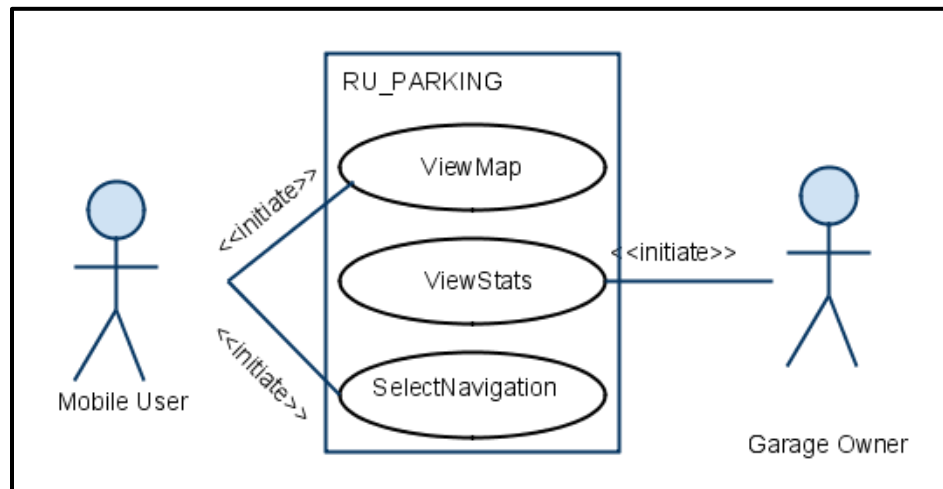 RU_PARKING
ViewMap
<<initiate>>
ViewStats
<<initiate>>
<<initiate>>
SelectNavigation
Mobile User
Garage Owner